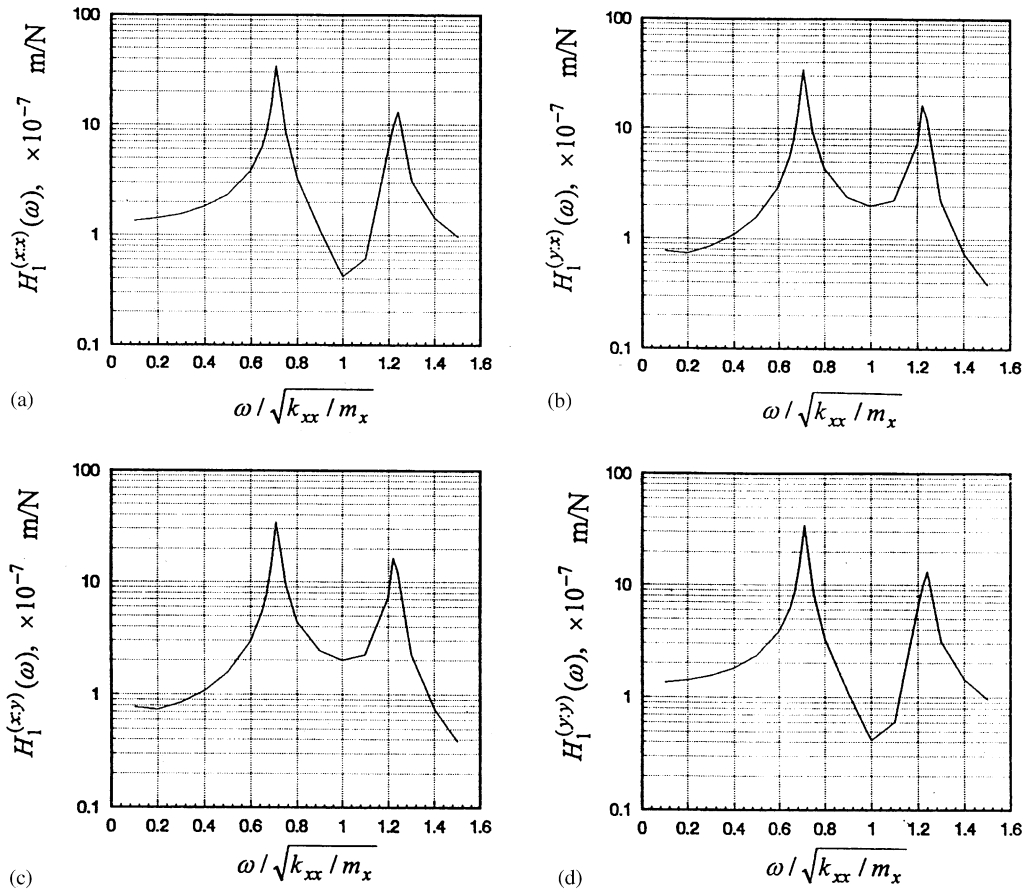 H₁⁽ˣ'ˣ⁾(ω), ×10⁻⁷ m/N
100
10
1
0.1
0 0.2 0.4 0.6 0.8 1 1.2 1.4 1.6
(a)
ω / √k_xx / m_x
H₁⁽ʸ'ˣ⁾(ω), ×10⁻⁷ m/N
100
10
1
0.1
0 0.2 0.4 0.6 0.8 1 1.2 1.4 1.6
(b)
ω / √k_xx / m_x
H₁⁽ˣ'ʸ⁾(ω), ×10⁻⁷ m/N
100
10
1
0.1
0 0.2 0.4 0.6 0.8 1 1.2 1.4 1.6
(c)
ω / √k_xx / m_x
H₁⁽ʸ'ʸ⁾(ω), ×10⁻⁷ m/N
100
10
1
0.1
0 0.2 0.4 0.6 0.8 1 1.2 1.4 1.6
(d)
ω / √k_xx / m_x